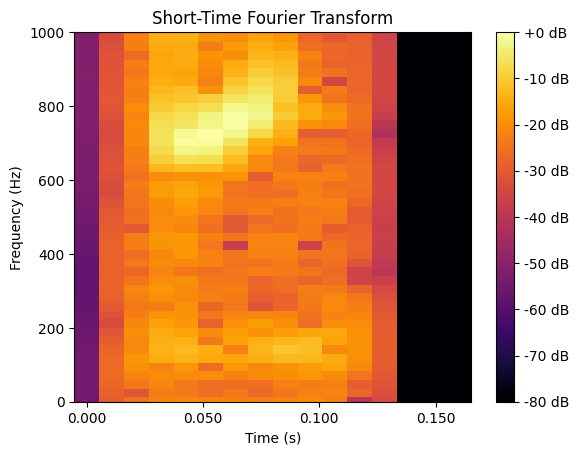 Short-Time Fourier Transform
1000
800
600
400
200
0
Frequency (Hz)
0.000
0.050
0.100
0.150
Time (s)
+0 dB
-10 dB
-20 dB
-30 dB
-40 dB
-50 dB
-60 dB
-70 dB
-80 dB